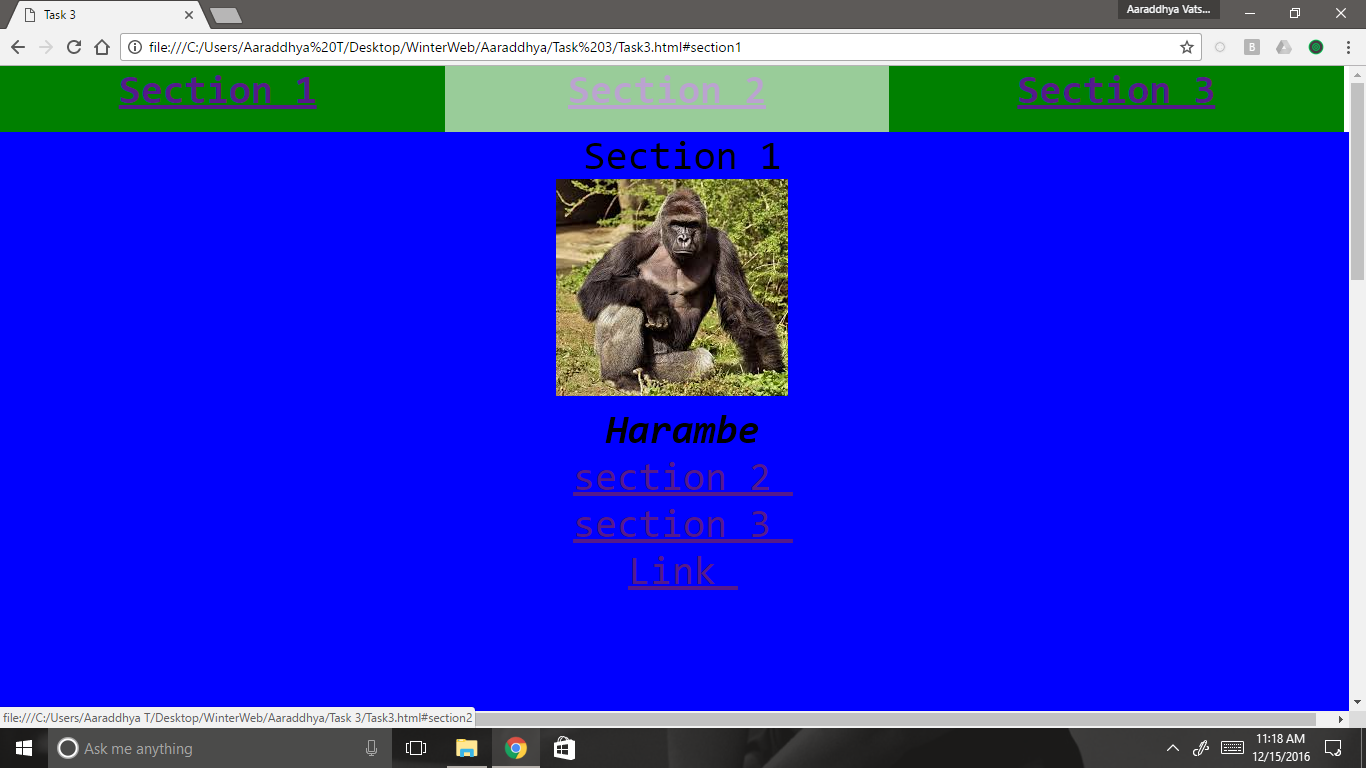 Task 3
Aaraddhya Vats...
file:///C:/Users/Aaraddhya%20T/Desktop/WinterWeb/Aaraddhya/Task%203/Task3.html#section1
B
Section 1 Section 2 Section 3
Section 1
Harambe
section 2
section 3
Link
file:///C:/Users/Aaraddhya T/Desktop/WinterWeb/Aaraddhya/Task 3/Task3.html#section2
Ask me anything
11:18 AM
12/15/2016